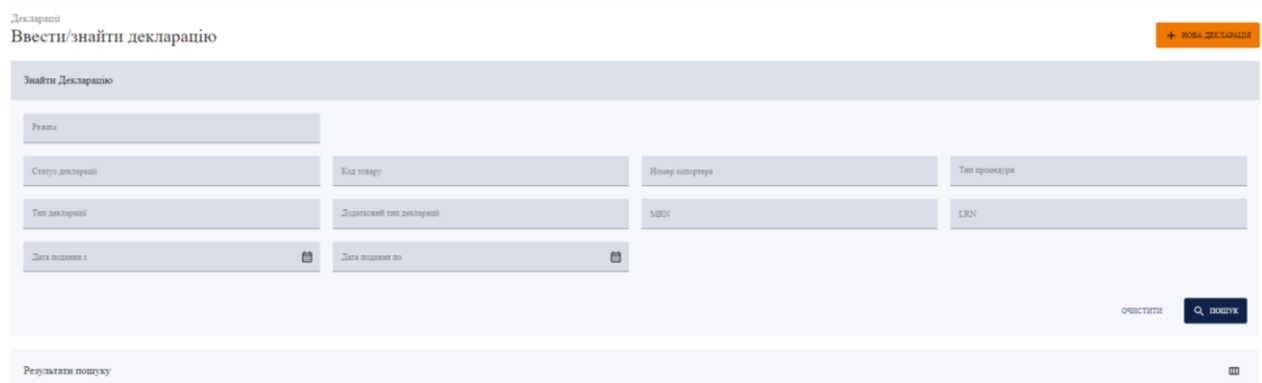 Декларації
Ввести/знайти декларацію
+ НОВА ДЕКЛАРАЦІЯ
Знайти Декларацію
Режим
Статус декларації
Код товару
Номер імпортера
Тип процедури
Тип декларації
Додатковий тип декларації
MRN
LRN
Дата подання з
Дата подання по
ОЧИСТИТИ
ПОШУК
Результати пошуку